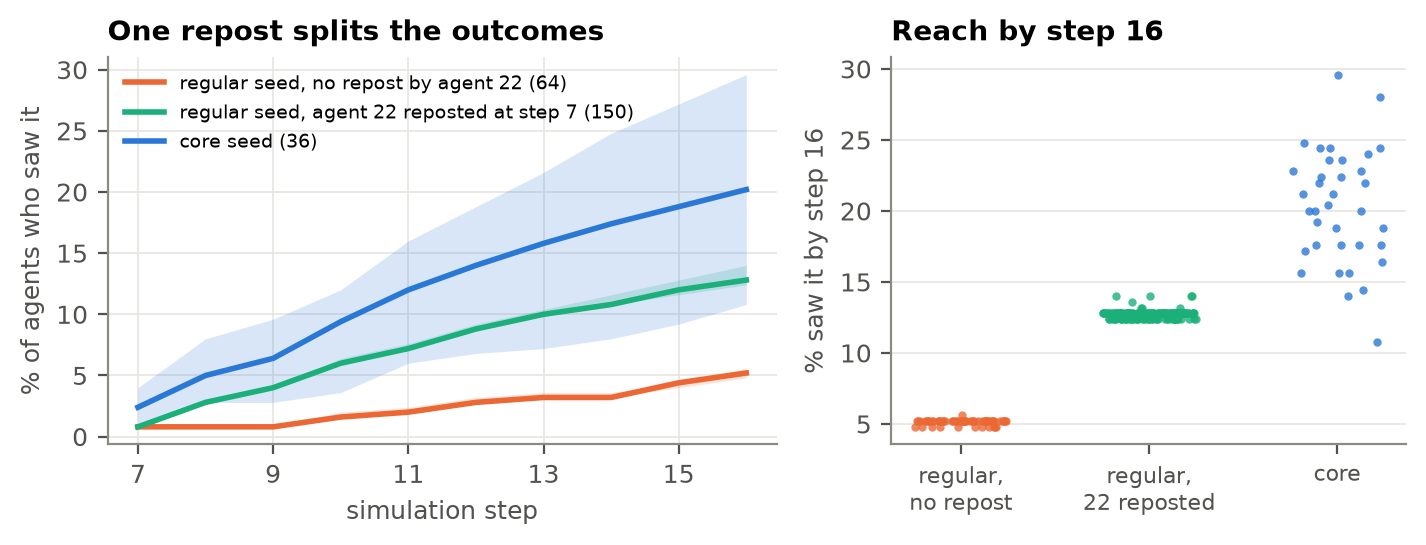 One repost splits the outcomes
% of agents who saw it
30
25
20
15
10
5
0
regular seed, no repost by agent 22 (64)
regular seed, agent 22 reposted at step 7 (150)
core seed (36)
7
9
11
13
15
simulation step
Reach by step 16
% saw it by step 16
30
25
20
15
10
5
regular,
no repost
regular,
22 reposted
core